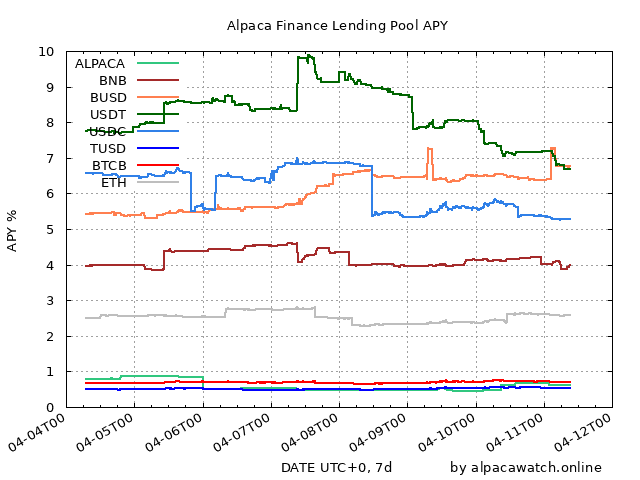 Alpaca Finance Lending Pool APY
APY %
10
9
8
7
6
5
4
3
2
1
0
ALPACA
BNB
BUSD
USDT
USDC
TUSD
BTCB
ETH
04-04T00
04-05T00
04-06T00
04-07T00
04-08T00
04-09T00
04-10T00
04-11T00
04-12T00
DATE UTC+0, 7d
by alpacawatch.online